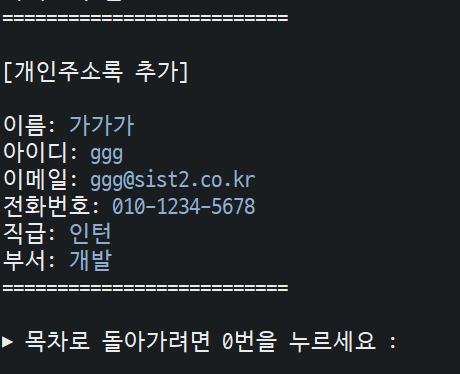 ==========================
[개인주소록 추가]
이름: 가가가
아이디: ggg
이메일: ggg@sist2.co.kr
전화번호: 010-1234-5678
직급: 인턴
부서: 개발
==========================
▶ 목차로 돌아가려면 0번을 누르세요 :